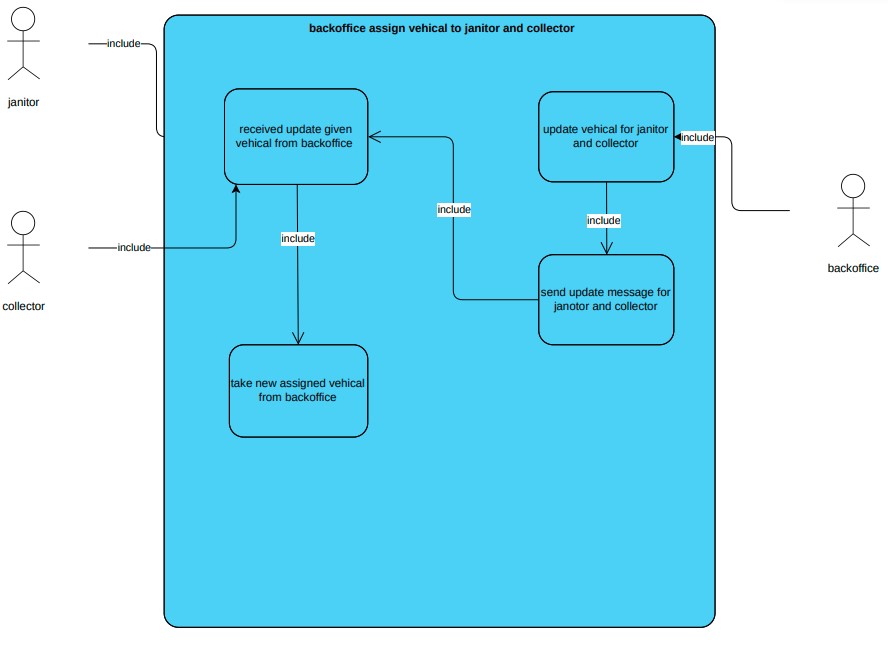 backoffice assign vehical to janitor and collector
include
janitor
received update given
vehical from backoffice
update vehical for janitor
and collector
include
include
include
include
backoffice
include
include
collector
send update message for
janotor and collector
take new assigned vehical
from backoffice